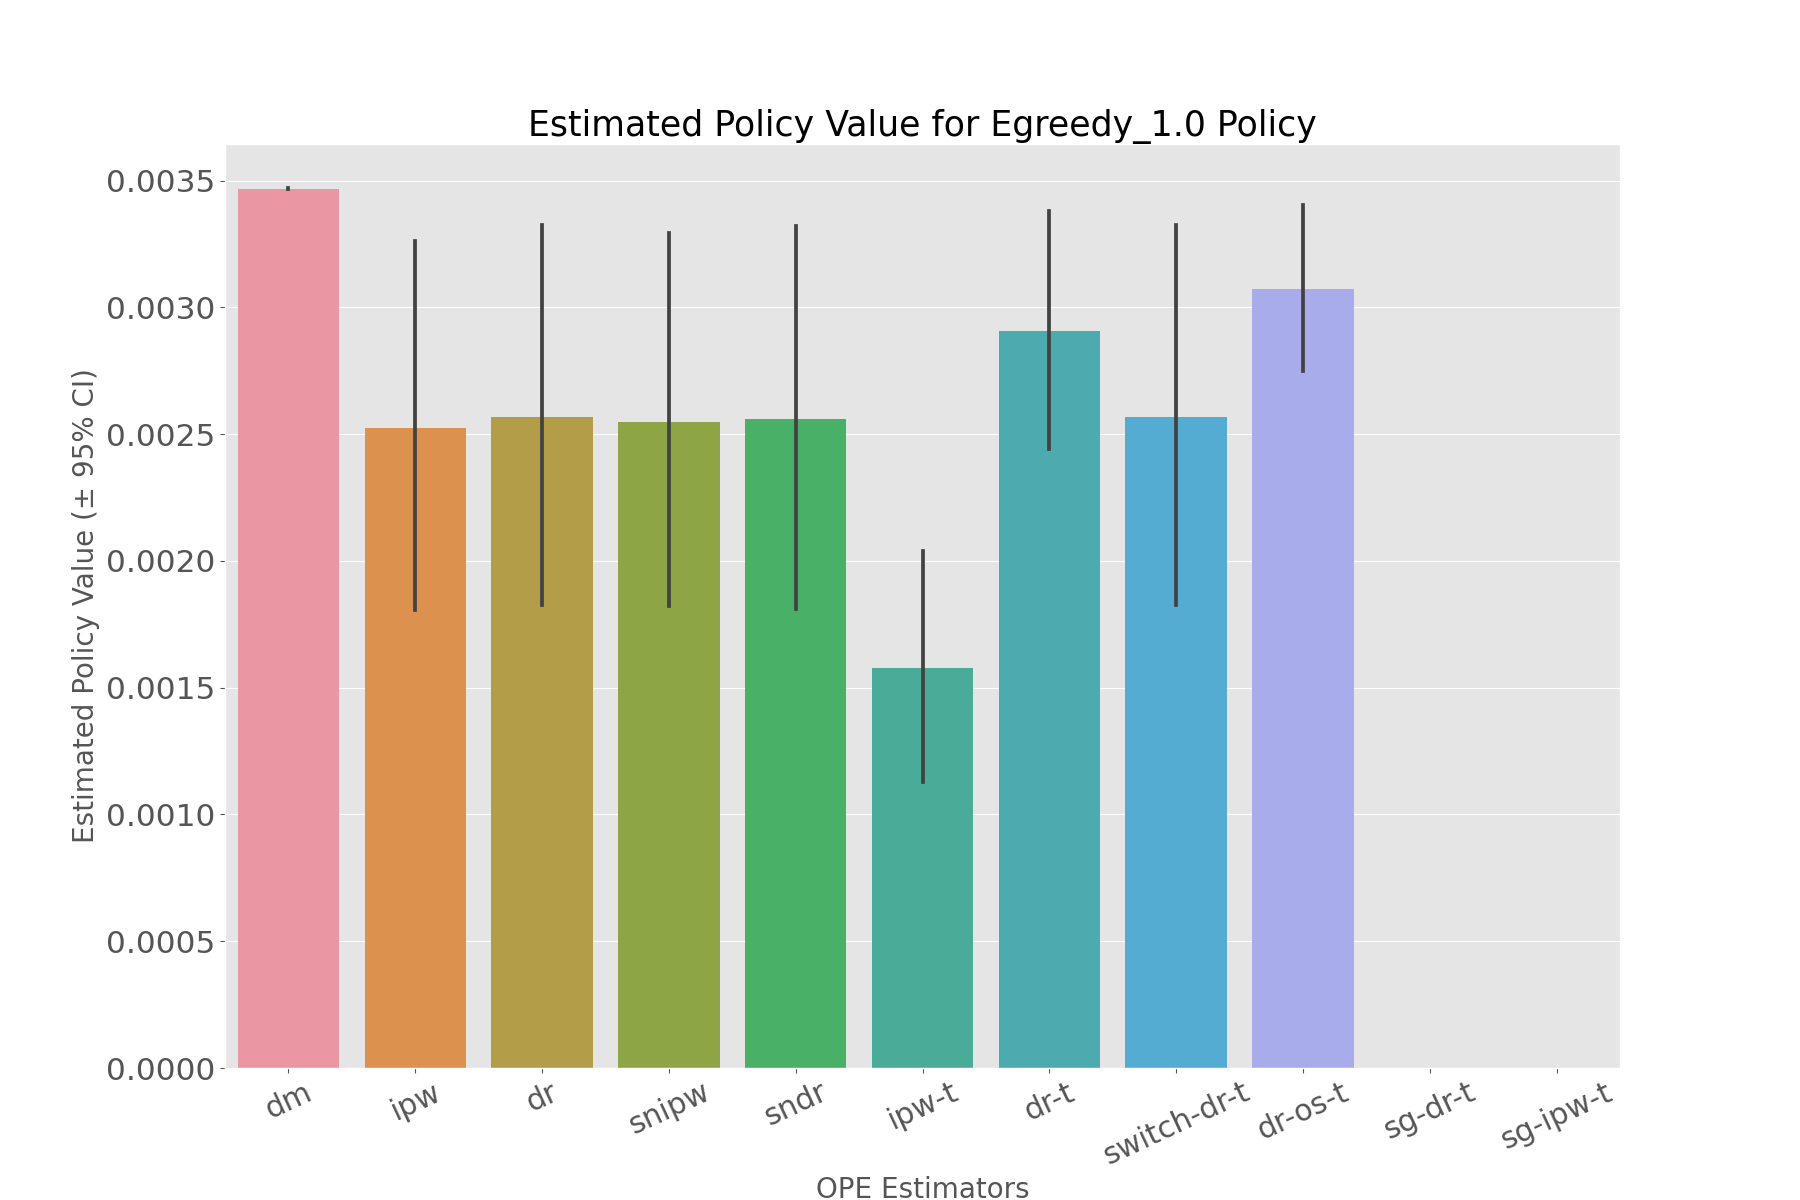 Estimated Policy Value for Egreedy_1.0 Policy
Estimated Policy Value (± 95% CI)
0.0035
0.0030
0.0025
0.0020
0.0015
0.0010
0.0005
0.0000
dm
ipw
dr
snipw
sndr
ipw-t
dr-t
switch-dr-t
dr-os-t
sg-dr-t
sg-ipw-t
OPE Estimators